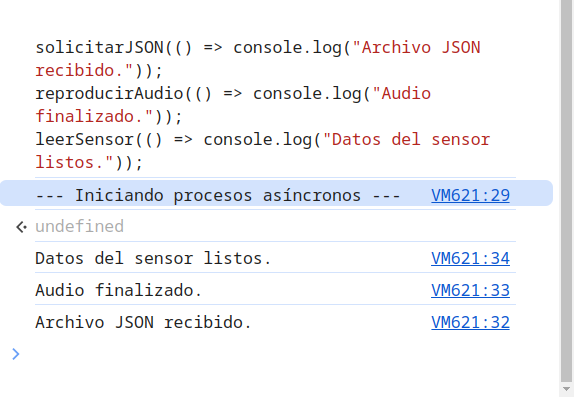 solicitarJSON(() => console.log("Archivo JSON
recibido."));
reproducirAudio(() => console.log("Audio
finalizado."));
leerSensor(() => console.log("Datos del sensor
listos."));
--- Iniciando procesos asíncronos --- VM621:29
undefined
Datos del sensor listos. VM621:34
Audio finalizado. VM621:33
Archivo JSON recibido. VM621:32